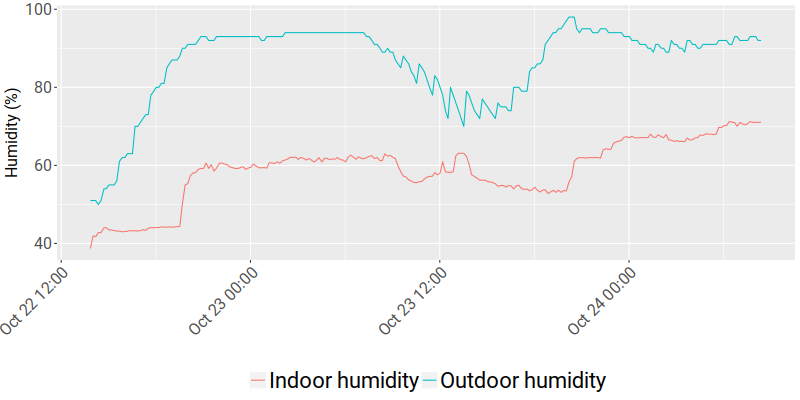 Humidity (%)
100
80
60
40
Oct 22 12:00
Oct 23 00:00
Oct 23 12:00
Oct 24 00:00
Indoor humidity
Outdoor humidity